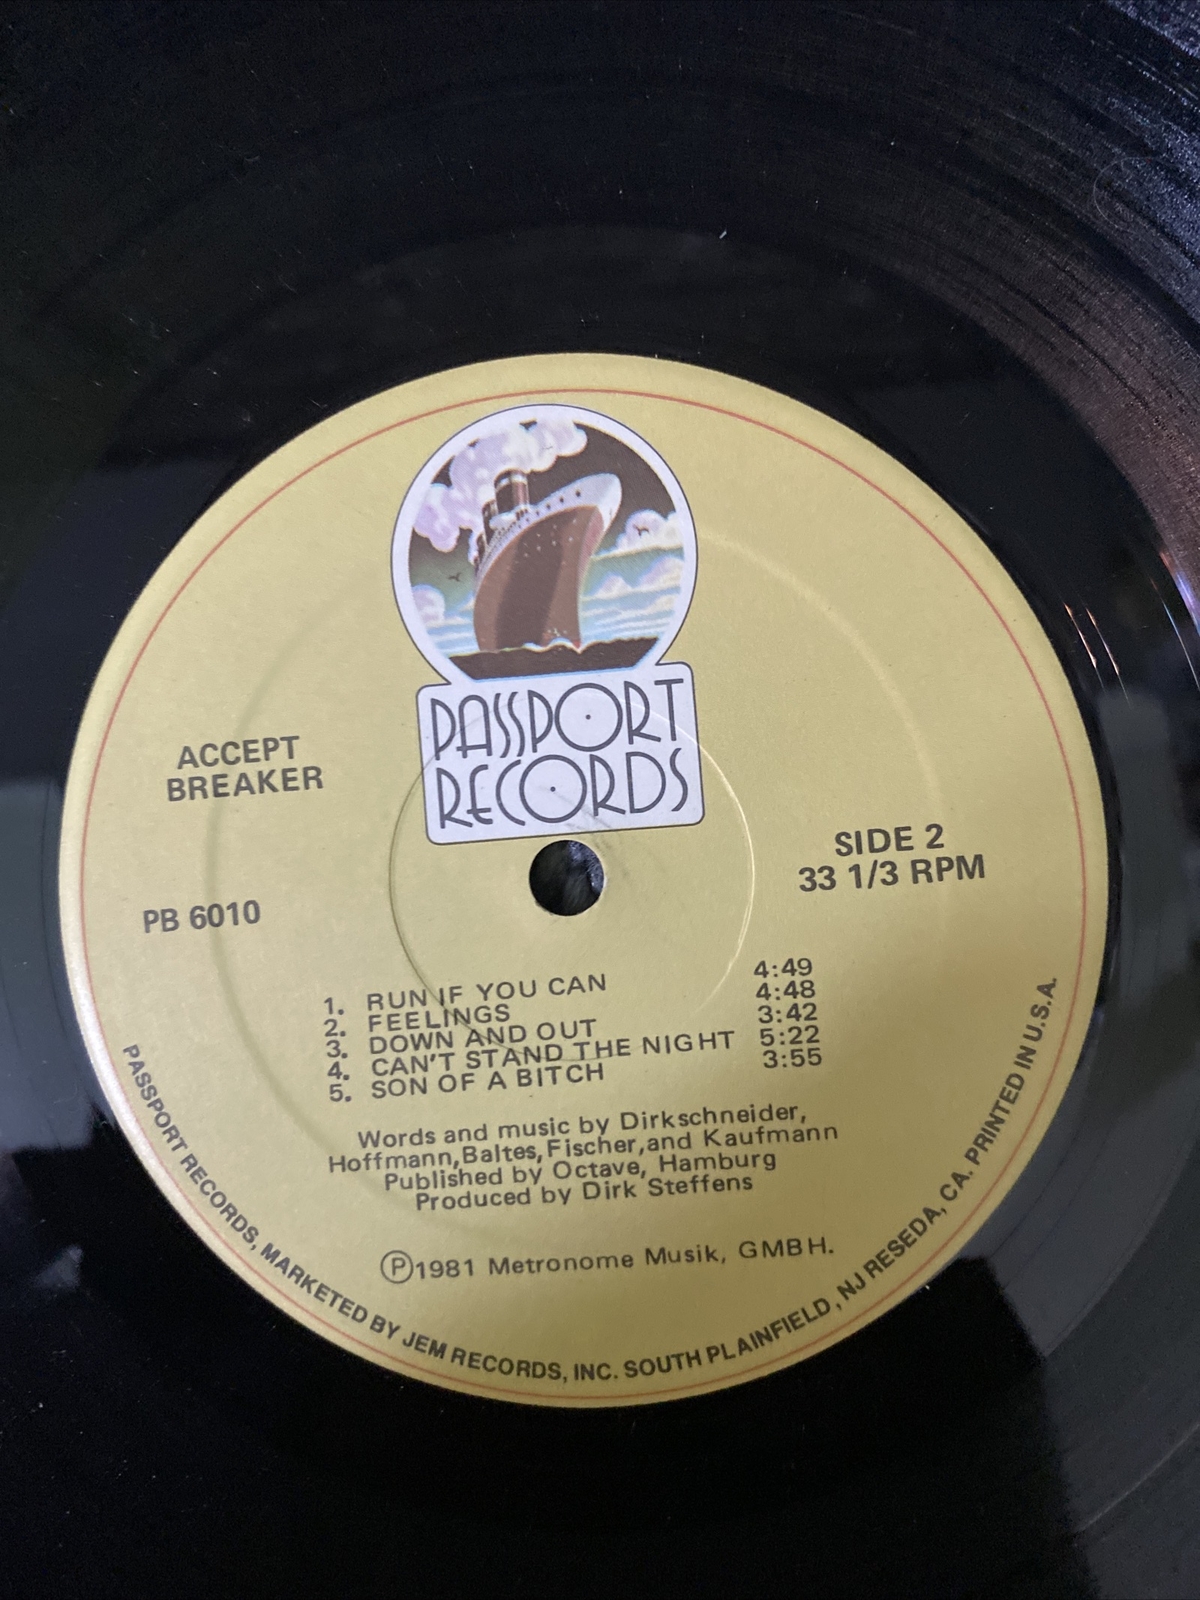 PASSPORT
RECORDS
ACCEPT
BREAKER
SIDE 2
33 1/3 RPM
PB 6010
1. RUN IF YOU CAN 4:49
2. FEELINGS 4:48
3. DOWN AND OUT 3:42
4. CAN'T STAND THE NIGHT 5:22
5. SON OF A BITCH 3:55
Words and music by Dirkschneider,
Hoffmann,Baltes,Fischer,and Kaufmann
Published by Octave, Hamburg
Produced by Dirk Steffens
Ⓟ1981 Metronome Musik, GMBH.
PASSPORT RECORDS, MARKETED BY JEM RECORDS, INC. SOUTH PLAINFIELD, NJ RESEDA, CA. PRINTED IN U.S.A.